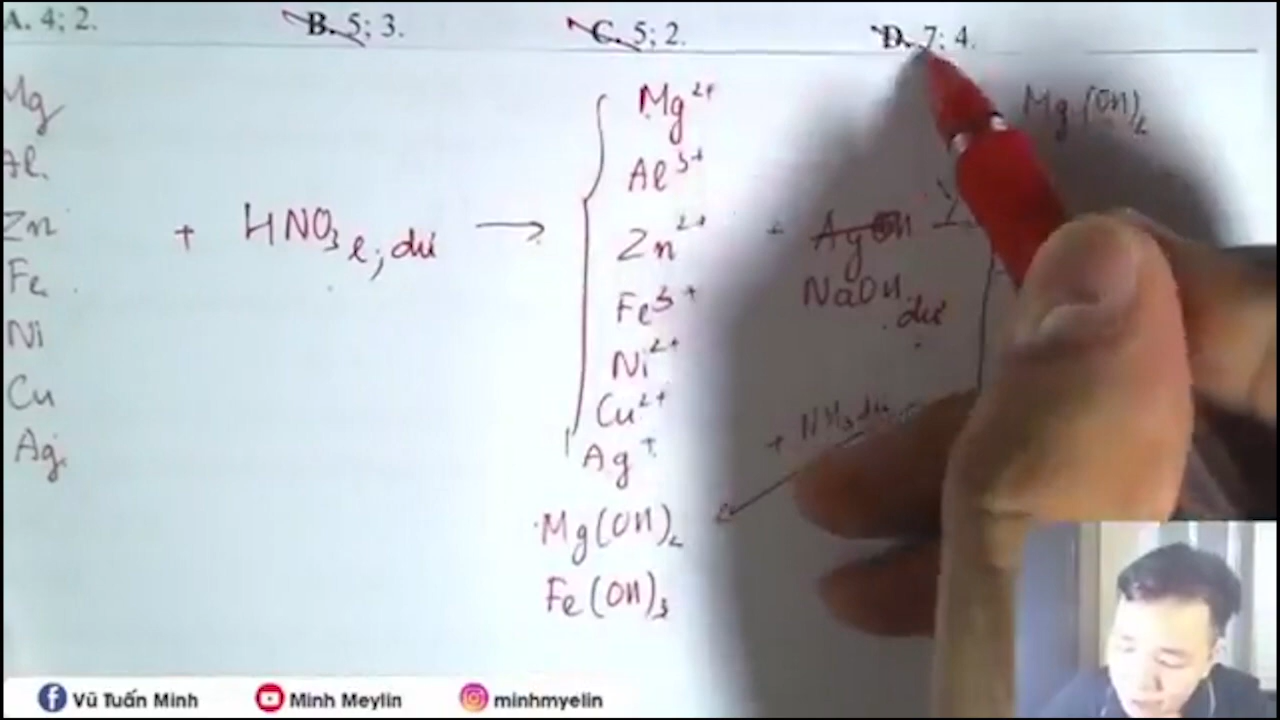 A. 4; 2.
B. 5; 3.
C. 5; 2.
D. 7; 4.
Mg
Al
Zn
Fe
Ni
Cu
Ag
+ HNO₃ l, dư →
Mg²⁺
Al³⁺
Zn²⁺
Fe³⁺
Ni²⁺
Cu²⁺
Ag⁺
+
NaOH dư
Mg(OH)₂
+ NH₃ dư
Mg(OH)₂
Fe(OH)₃
Vũ Tuấn Minh
Minh Meylin
minhmyelin